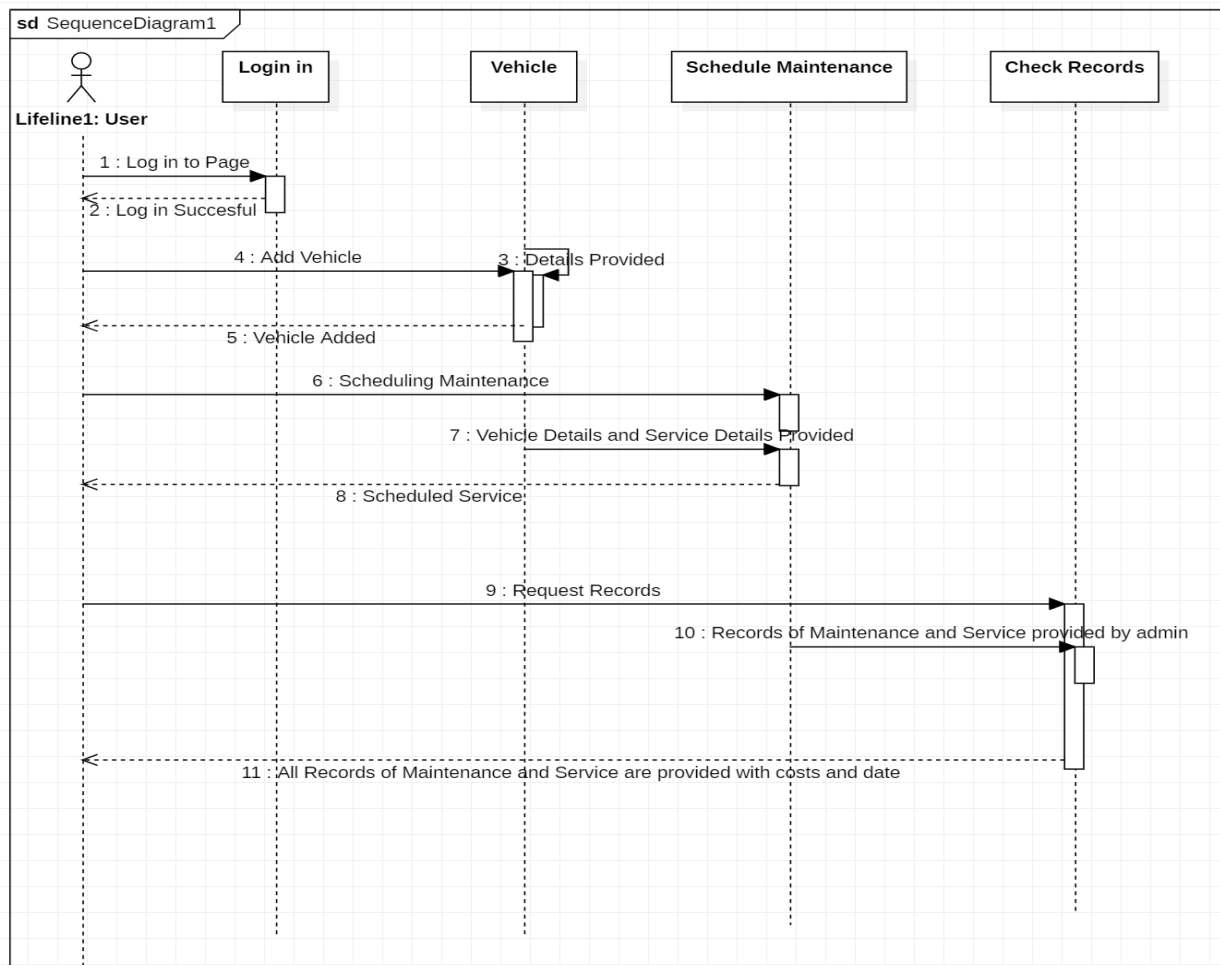 sd SequenceDiagram1
Login in
Vehicle
Schedule Maintenance
Check Records
Lifeline1: User
1 : Log in to Page
2 : Log in Succesful
4 : Add Vehicle
3 : Details Provided
5 : Vehicle Added
6 : Scheduling Maintenance
7 : Vehicle Details and Service Details Provided
8 : Scheduled Service
9 : Request Records
10 : Records of Maintenance and Service provided by admin
11 : All Records of Maintenance and Service are provided with costs and date